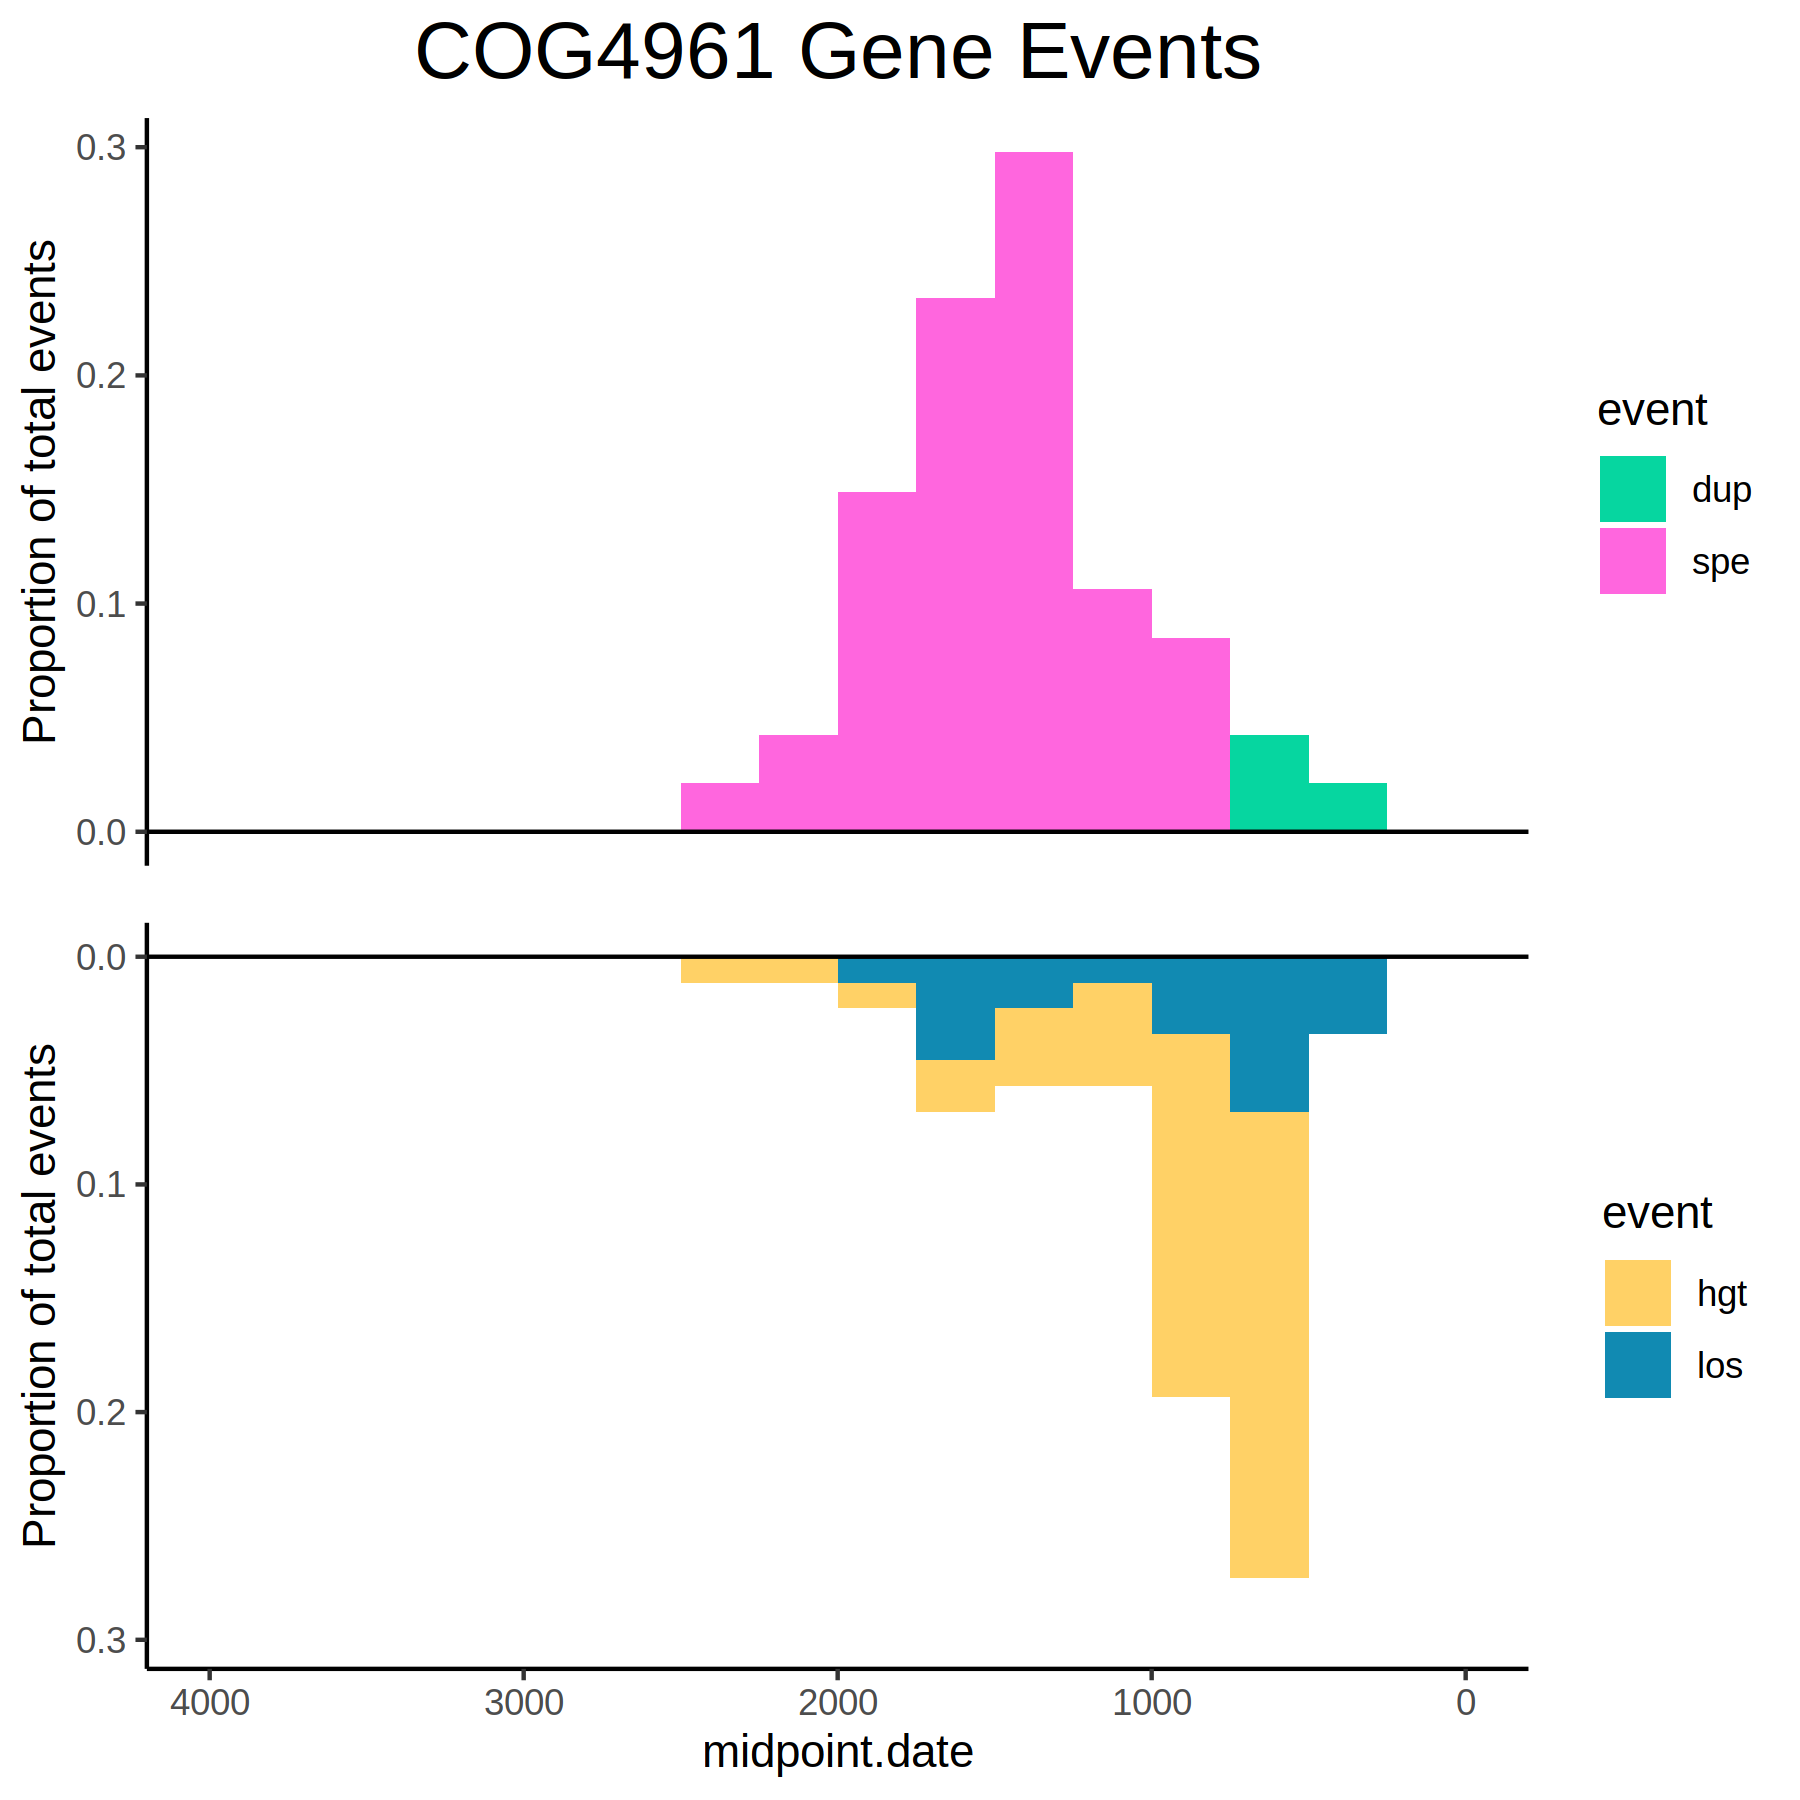 COG4961 Gene Events
Proportion of total events
0.3
0.2
0.1
0.0
event
dup
spe
Proportion of total events
0.0
0.1
0.2
0.3
event
hgt
los
4000 3000 2000 1000 0
midpoint.date